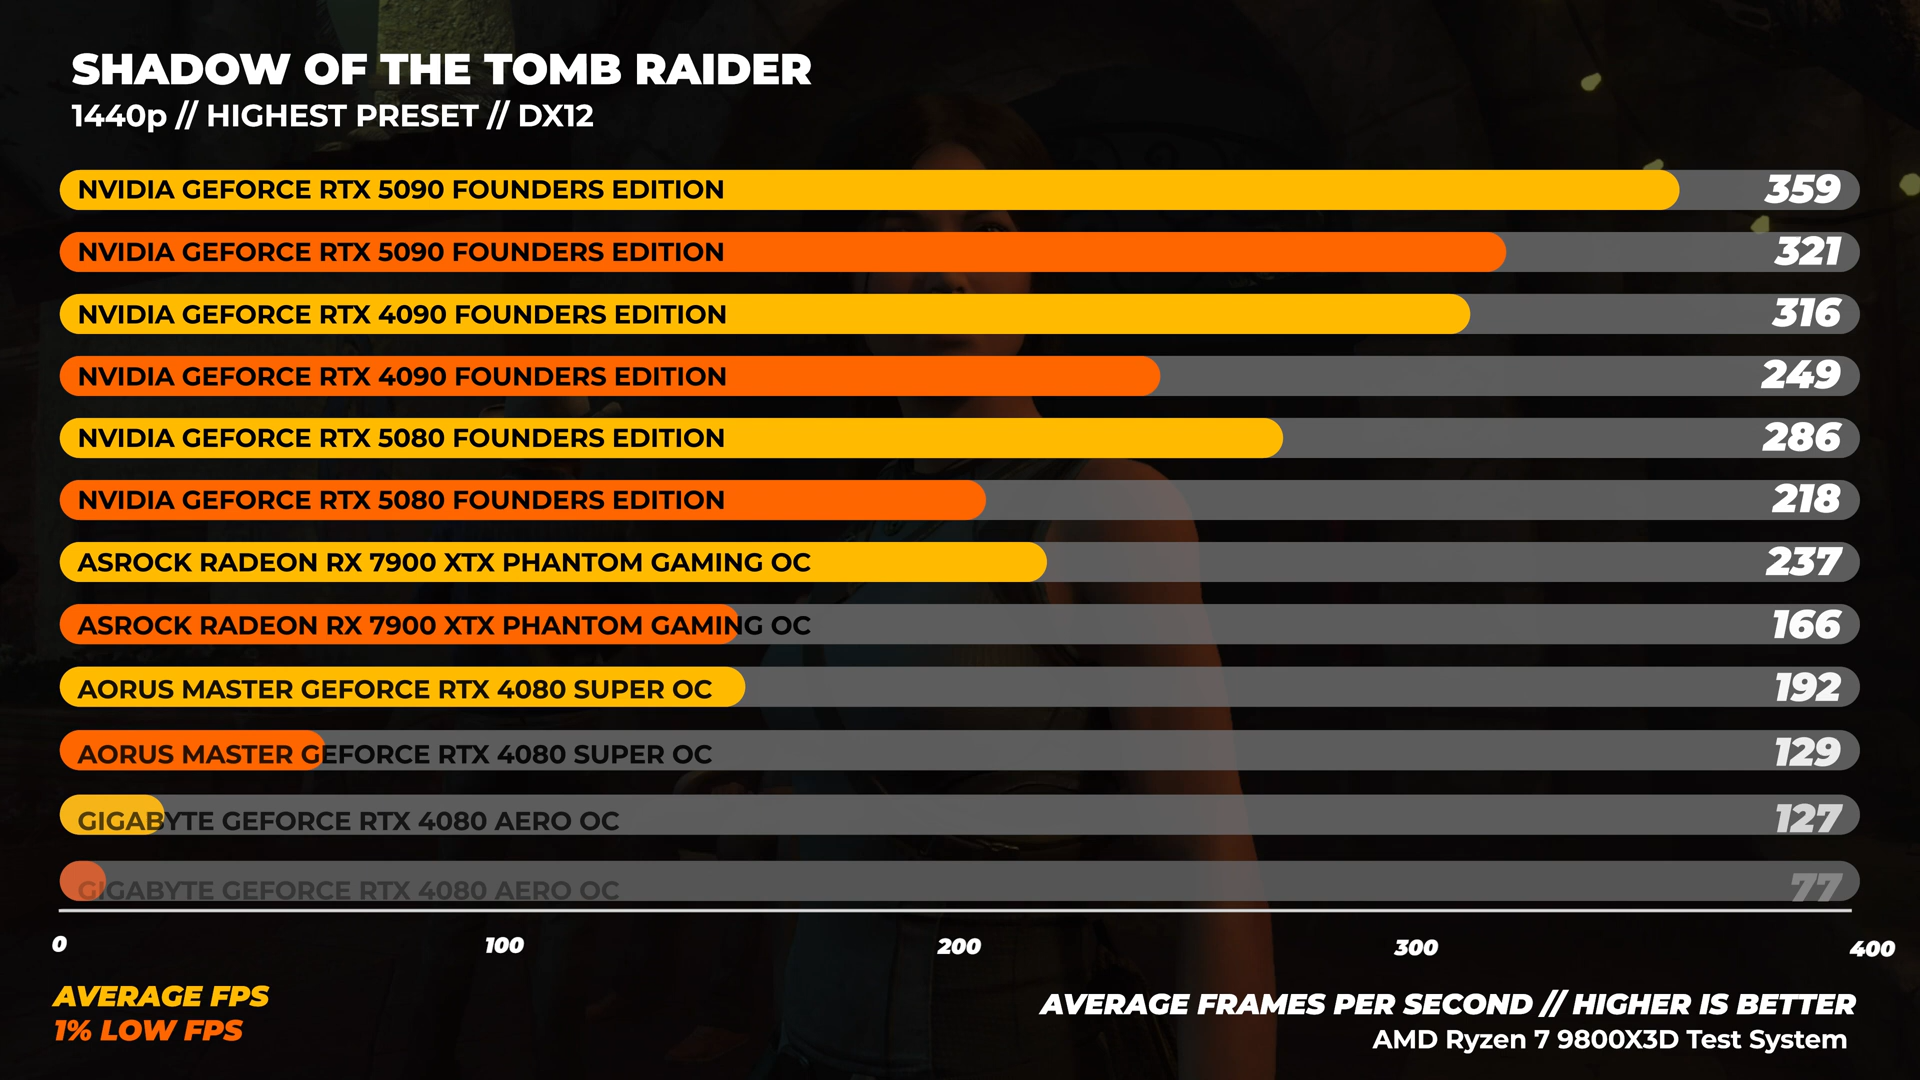 SHADOW OF THE TOMB RAIDER
1440p // HIGHEST PRESET // DX12
NVIDIA GEFORCE RTX 5090 FOUNDERS EDITION 359
NVIDIA GEFORCE RTX 5090 FOUNDERS EDITION 321
NVIDIA GEFORCE RTX 4090 FOUNDERS EDITION 316
NVIDIA GEFORCE RTX 4090 FOUNDERS EDITION 249
NVIDIA GEFORCE RTX 5080 FOUNDERS EDITION 286
NVIDIA GEFORCE RTX 5080 FOUNDERS EDITION 218
ASROCK RADEON RX 7900 XTX PHANTOM GAMING OC 237
ASROCK RADEON RX 7900 XTX PHANTOM GAMING OC 166
AORUS MASTER GEFORCE RTX 4080 SUPER OC 192
AORUS MASTER GEFORCE RTX 4080 SUPER OC 129
GIGABYTE GEFORCE RTX 4080 AERO OC 127
GIGABYTE GEFORCE RTX 4080 AERO OC 77
0 100 200 300 400
AVERAGE FPS
1% LOW FPS
AVERAGE FRAMES PER SECOND // HIGHER IS BETTER
AMD Ryzen 7 9800X3D Test System